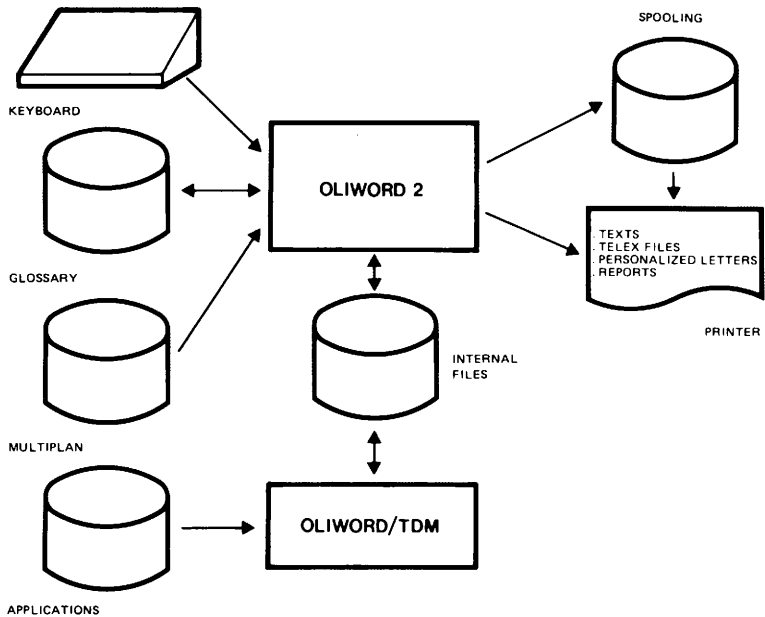 SPOOLING
KEYBOARD
OLIWORD 2
. TEXTS
. TELEX FILES
. PERSONALIZED LETTERS
. REPORTS
GLOSSARY
PRINTER
INTERNAL
FILES
MULTIPLAN
OLIWORD/TDM
APPLICATIONS